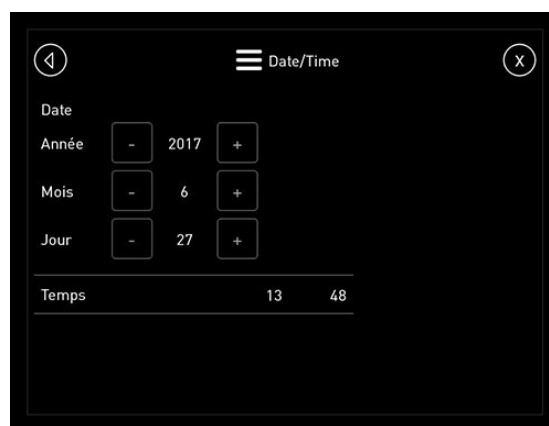 Date/Time X
Date
Année - 2017 +
Mois - 6 +
Jour - 27 +
Temps 13 48